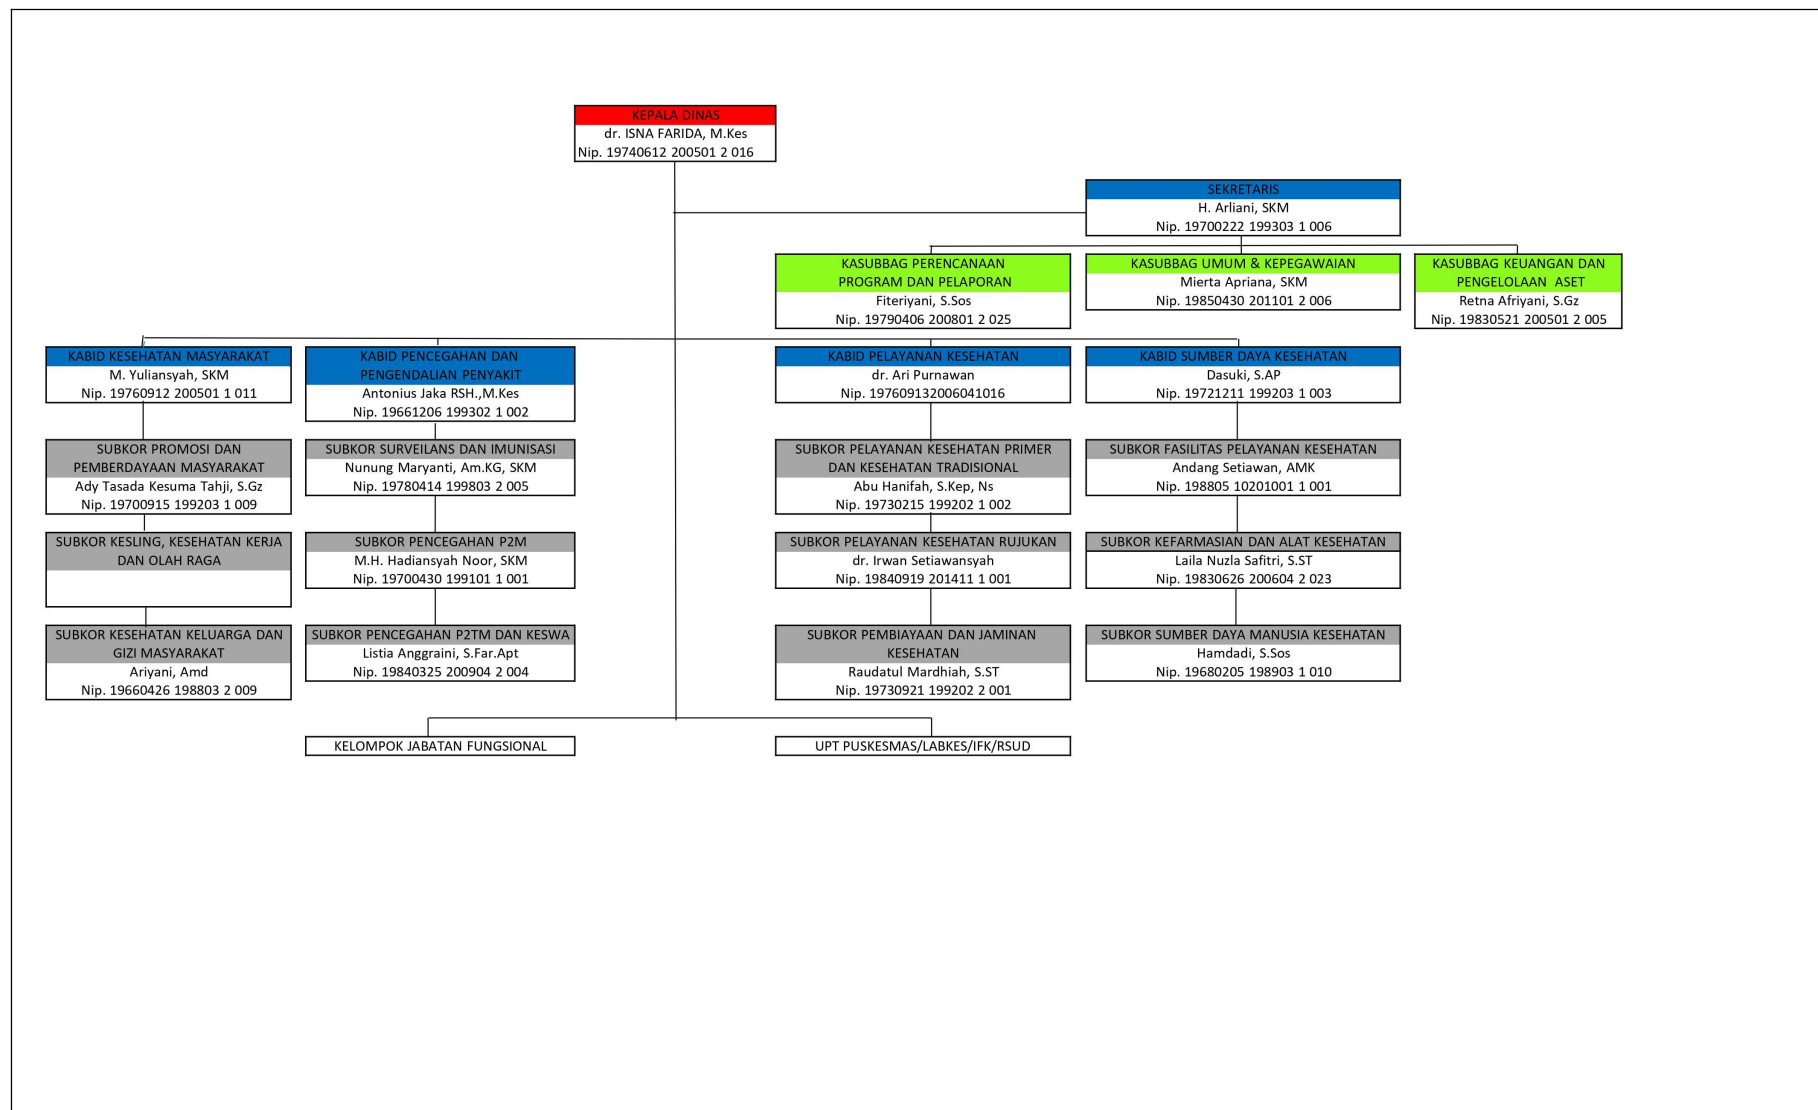 KEPALA DINAS
dr. ISNA FARIDA, M.Kes
Nip. 19740612 200501 2 016
SEKRETARIS
H. Arliani, SKM
Nip. 19700222 199303 1 006
KASUBBAG PERENCANAAN
PROGRAM DAN PELAPORAN
Fiteriyani, S.Sos
Nip. 19790406 200801 2 025
KASUBBAG UMUM & KEPEGAWAIAN
Mierta Apriana, SKM
Nip. 19850430 201101 2 006
KASUBBAG KEUANGAN DAN
PENGELOLAAN  ASET
Retna Afriyani, S.Gz
Nip. 19830521 200501 2 005
KABID KESEHATAN MASYARAKAT
M. Yuliansyah, SKM
Nip. 19760912 200501 1 011
KABID PENCEGAHAN DAN
PENGENDALIAN PENYAKIT
Antonius Jaka RSH.,M.Kes
Nip. 19661206 199302 1 002
KABID PELAYANAN KESEHATAN
dr. Ari Purnawan
Nip. 197609132006041016
KABID SUMBER DAYA KESEHATAN
Dasuki, S.AP
Nip. 19721211 199203 1 003
SUBKOR PROMOSI DAN
PEMBERDAYAAN MASYARAKAT
Ady Tasada Kesuma Tahji, S.Gz
Nip. 19700915 199203 1 009
SUBKOR SURVEILANS DAN IMUNISASI
Nunung Maryanti, Am.KG, SKM
Nip. 19780414 199803 2 005
SUBKOR PELAYANAN KESEHATAN PRIMER
DAN KESEHATAN TRADISIONAL
Abu Hanifah, S.Kep, Ns
Nip. 19730215 199202 1 002
SUBKOR FASILITAS PELAYANAN KESEHATAN
Andang Setiawan, AMK
Nip. 198805 10201001 1 001
SUBKOR KESLING, KESEHATAN KERJA
DAN OLAH RAGA
SUBKOR PENCEGAHAN P2M
M.H. Hadiansyah Noor, SKM
Nip. 19700430 199101 1 001
SUBKOR PELAYANAN KESEHATAN RUJUKAN
dr. Irwan Setiawansyah
Nip. 19840919 201411 1 001
SUBKOR KEFARMASIAN DAN ALAT KESEHATAN
Laila Nuzla Safitri, S.ST
Nip. 19830626 200604 2 023
SUBKOR KESEHATAN KELUARGA DAN
GIZI MASYARAKAT
Ariyani, Amd
Nip. 19660426 198803 2 009
SUBKOR PENCEGAHAN P2TM DAN KESWA
Listia Anggraini, S.Far.Apt
Nip. 19840325 200904 2 004
SUBKOR PEMBIAYAAN DAN JAMINAN
KESEHATAN
Raudatul Mardhiah, S.ST
Nip. 19730921 199202 2 001
SUBKOR SUMBER DAYA MANUSIA KESEHATAN
Hamdadi, S.Sos
Nip. 19680205 198903 1 010
KELOMPOK JABATAN FUNGSIONAL
UPT PUSKESMAS/LABKES/IFK/RSUD